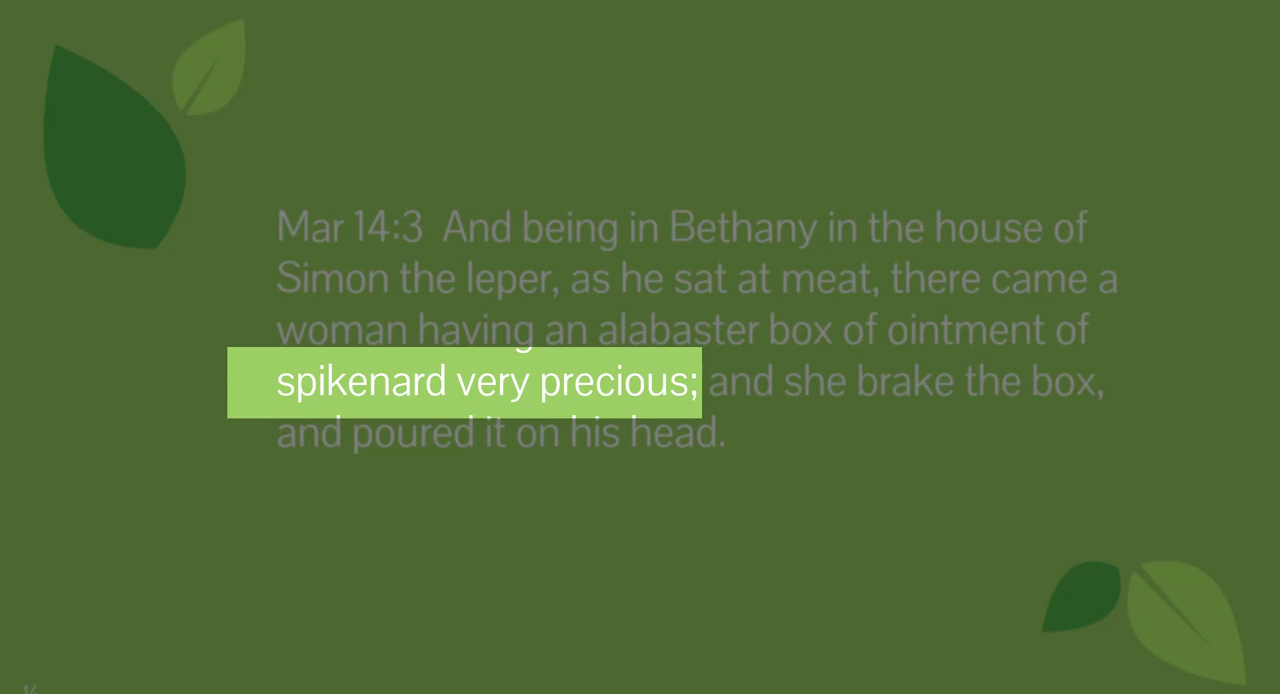 Mar 14:3  And being in Bethany in the house of
Simon the leper, as he sat at meat, there came a
woman having an alabaster box of ointment of
spikenard very precious; and she brake the box,
and poured it on his head.